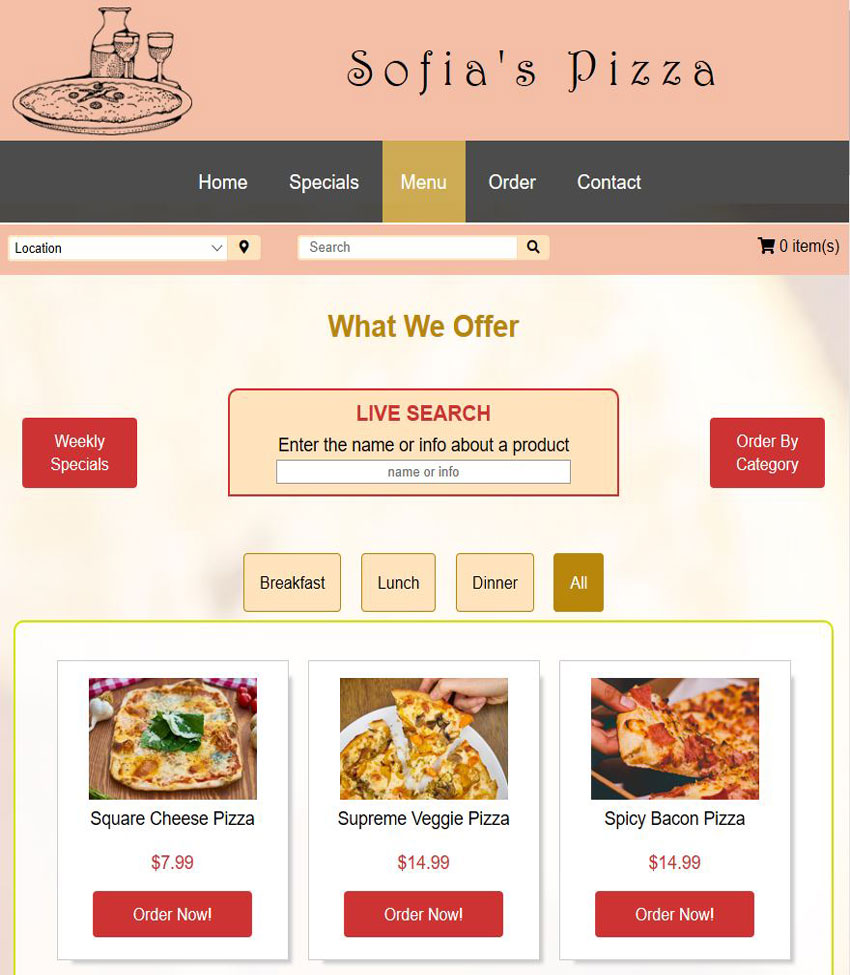 Sofia's Pizza
Home Specials Menu Order Contact
Location Search 0 item(s)
What We Offer
LIVE SEARCH
Enter the name or info about a product
name or info
Weekly
Specials
Order By
Category
Breakfast Lunch Dinner All
Square Cheese Pizza Supreme Veggie Pizza Spicy Bacon Pizza
$7.99 $14.99 $14.99
Order Now! Order Now! Order Now!